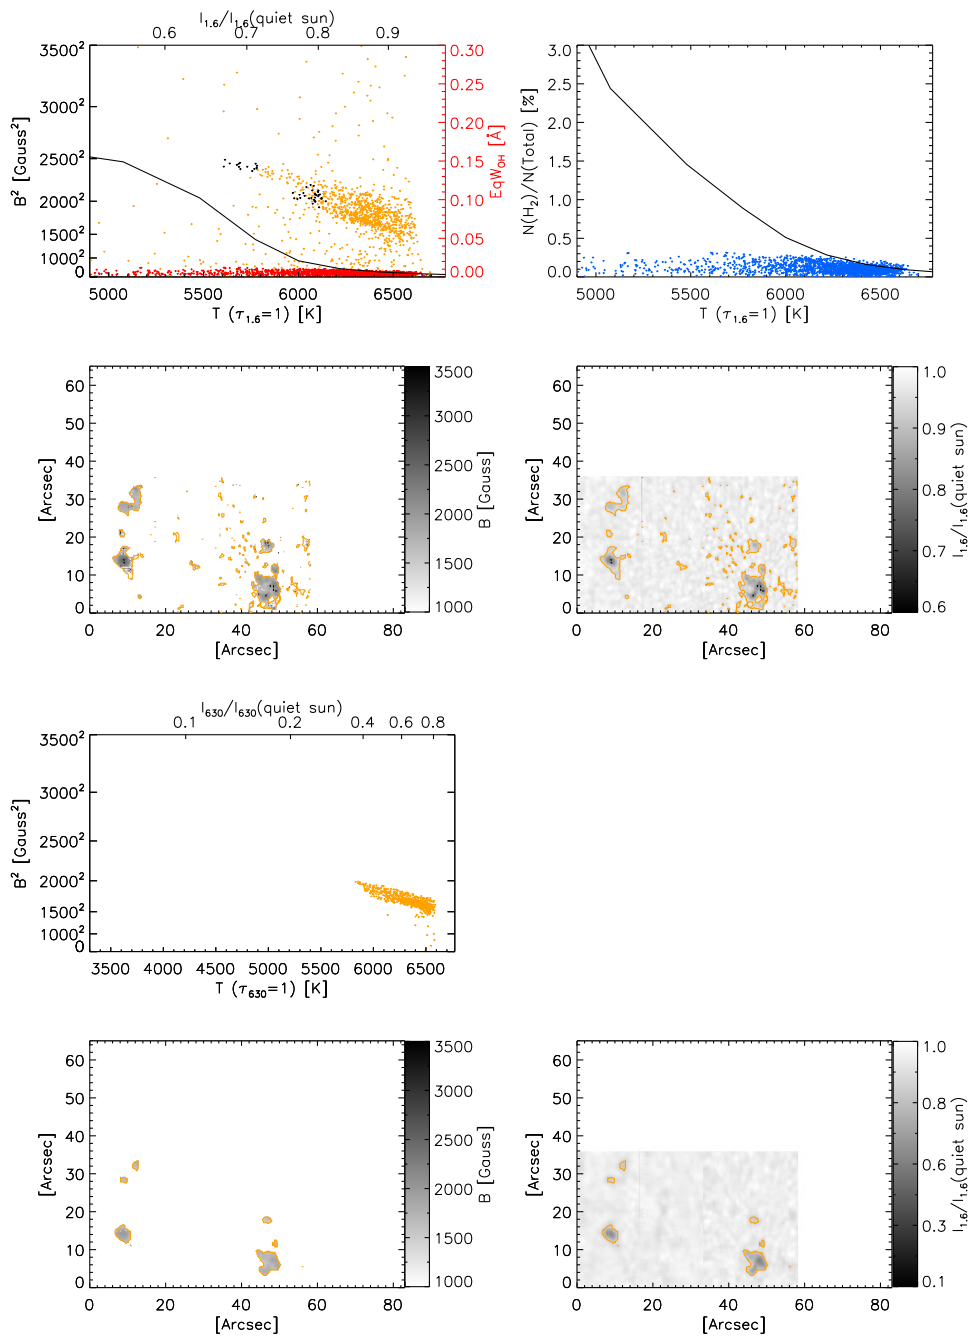 I1.6/I1.6(quiet sun)
0.6 0.7 0.8 0.9
3500² 3000² 2500² 2000² 1500² 1000² 0
B² [Gauss²]
0.30 0.25 0.20 0.15 0.10 0.05 0.00
EqWOH [Å]
5000 5500 6000 6500
T (τ1.6=1) [K]
3.0 2.5 2.0 1.5 1.0 0.5 0.0
N(H2)/N(Total) [%]
5000 5500 6000 6500
T (τ1.6=1) [K]
60 50 40 30 20 10 0
[Arcsec]
0 20 40 60 80
[Arcsec]
3500 3000 2500 2000 1500 1000
B [Gauss]
60 50 40 30 20 10 0
[Arcsec]
0 20 40 60 80
[Arcsec]
1.0 0.9 0.8 0.7 0.6
I1.6/I1.6(quiet sun)
I630/I630(quiet sun)
0.1 0.2 0.4 0.6 0.8
3500² 3000² 2500² 2000² 1500² 1000² 0
B² [Gauss²]
3500 4000 4500 5000 5500 6000 6500
T (τ630=1) [K]
60 50 40 30 20 10 0
[Arcsec]
0 20 40 60 80
[Arcsec]
3500 3000 2500 2000 1500 1000
B [Gauss]
60 50 40 30 20 10 0
[Arcsec]
0 20 40 60 80
[Arcsec]
1.0 0.8 0.6 0.3 0.1
I1.6/I1.6(quiet sun)